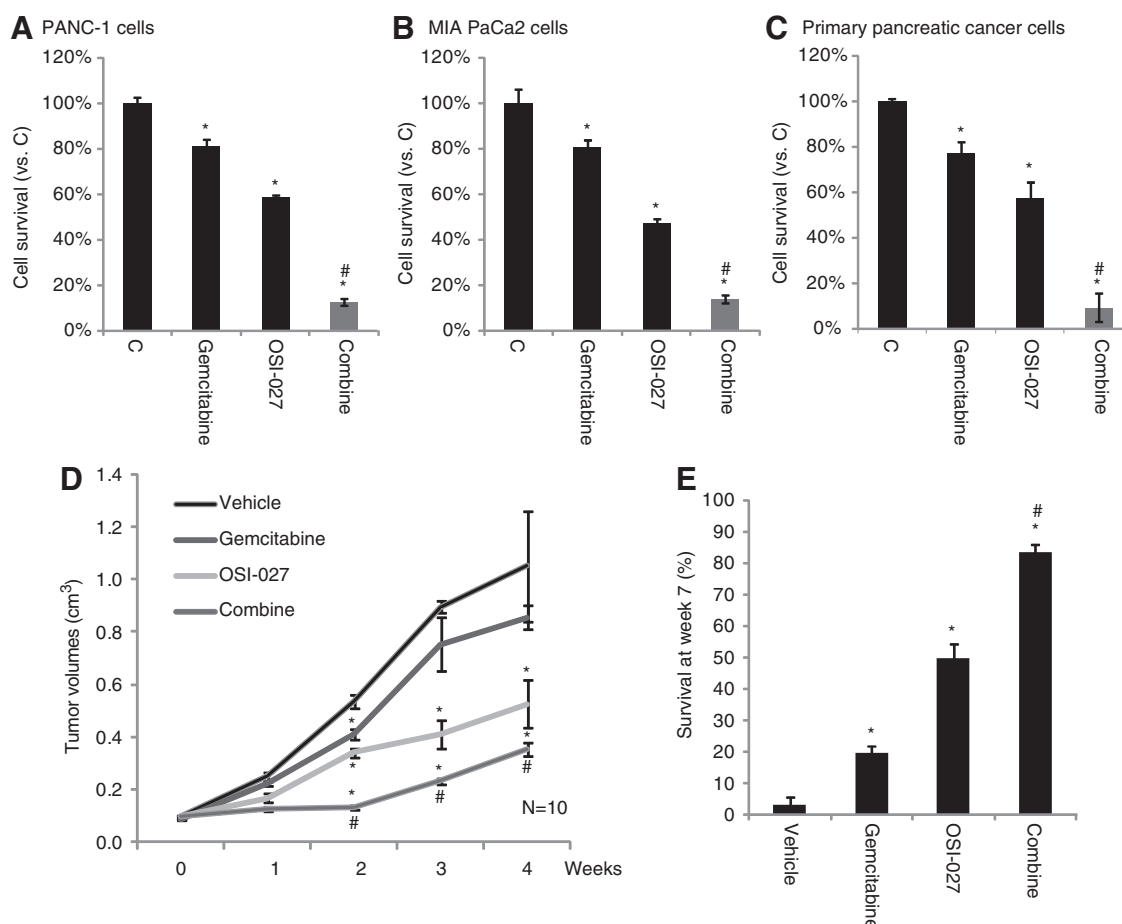 A PANC-1 cells
Cell survival (vs. C)
120%
100%
80%
60%
40%
20%
0%
*
*
#
*
C
Gemcitabine
OSI-027
Combine
B MIA PaCa2 cells
Cell survival (vs. C)
120%
100%
80%
60%
40%
20%
0%
*
*
#
*
C
Gemcitabine
OSI-027
Combine
C Primary pancreatic cancer cells
Cell survival (vs. C)
120%
100%
80%
60%
40%
20%
0%
*
*
#
*
C
Gemcitabine
OSI-027
Combine
D
Tumor volumes (cm³)
1.4
1.2
1.0
0.8
0.6
0.4
0.2
0.0
Vehicle
Gemcitabine
OSI-027
Combine
*
*
*
#
*
*
#
*
*
#
N=10
0 1 2 3 4 Weeks
E
Survival at week 7 (%)
100
90
80
70
60
50
40
30
20
10
0
*
*
#
*
Vehicle
Gemcitabine
OSI-027
Combine